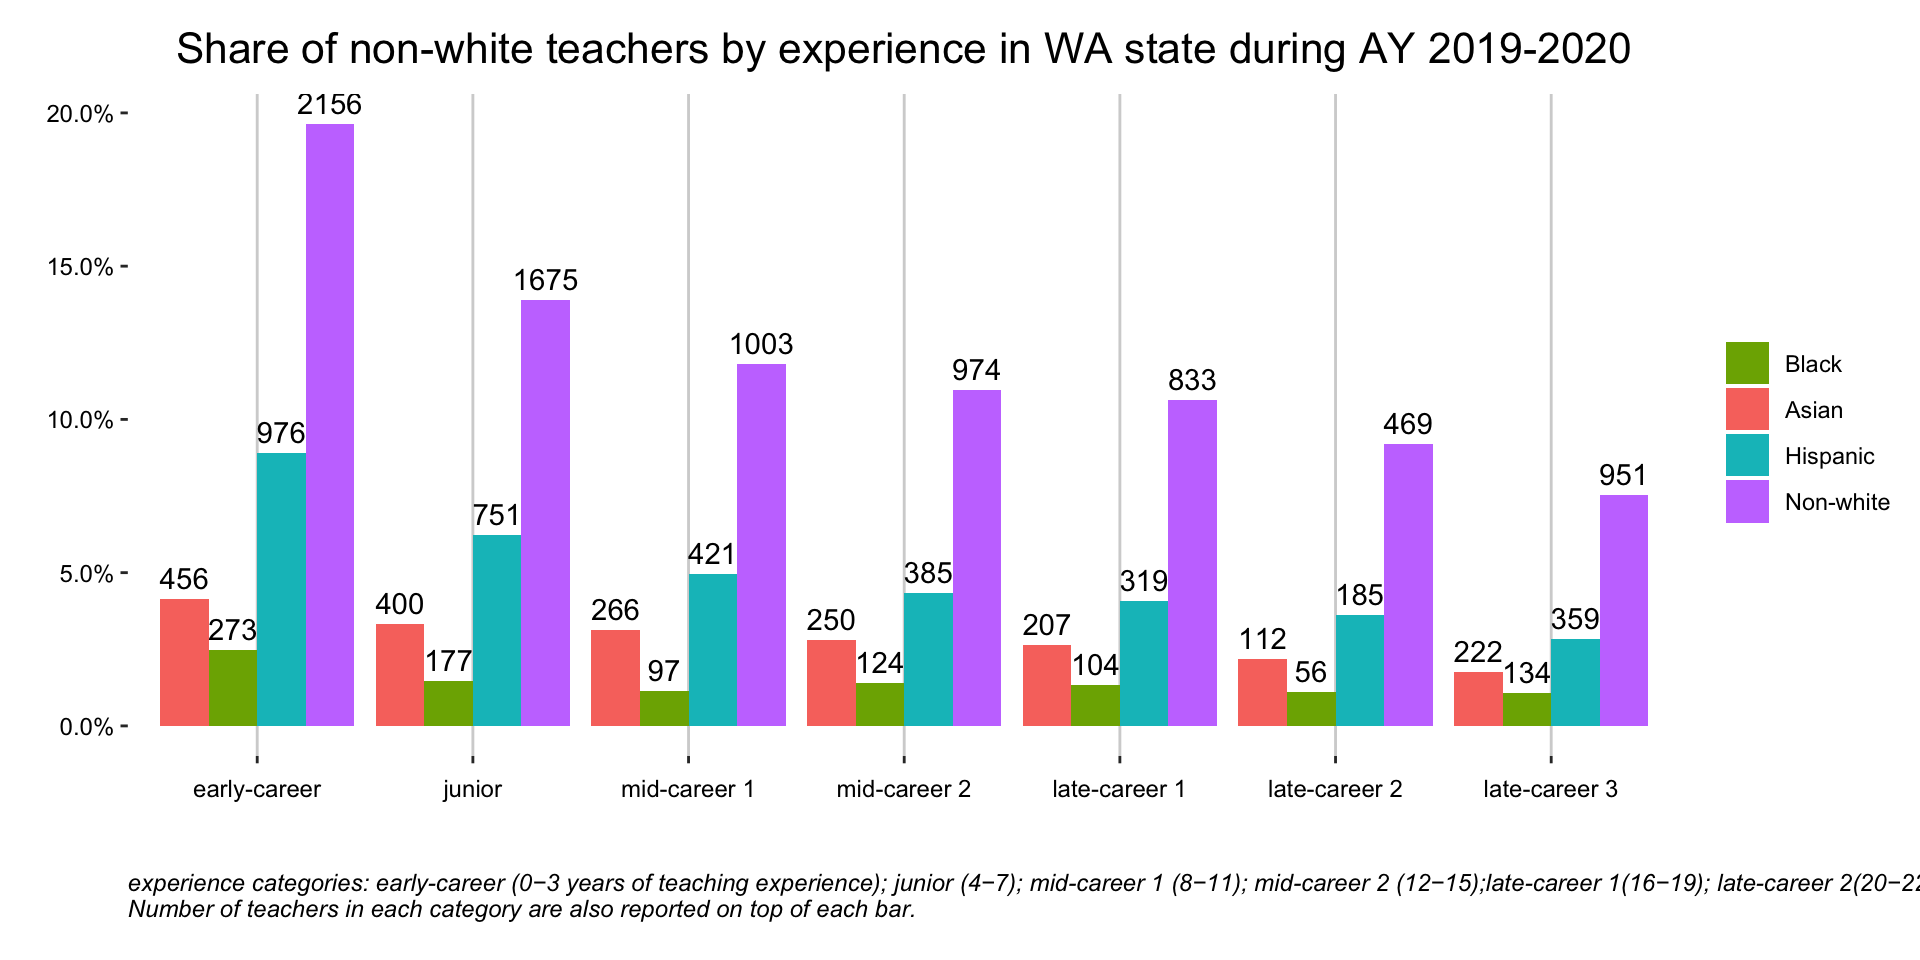 Share of non-white teachers by experience in WA state during AY 2019-2020
20.0%
15.0%
10.0%
5.0%
0.0%
456
273
976
2156
400
177
751
1675
266
97
421
1003
250
124
385
974
207
104
319
833
112
56
185
469
222
134
359
951
early-career
junior
mid-career 1
mid-career 2
late-career 1
late-career 2
late-career 3
Black
Asian
Hispanic
Non-white
experience categories: early-career (0−3 years of teaching experience); junior (4−7); mid-career 1 (8−11); mid-career 2 (12−15);late-career 1(16−19); late-career 2(20−22
Number of teachers in each category are also reported on top of each bar.